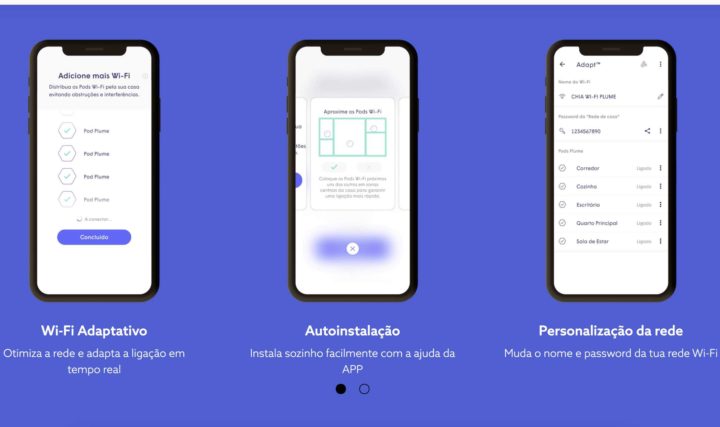 Adicione mais Wi-Fi
Distribua os Pods Wi-Fi pela sua casa
evitando obstruções e interferências.
Pod Plume
Pod Plume
Pod Plume
Pod Plume
A conectar...
Concluído
Wi-Fi Adaptativo
Otimiza a rede e adapta a ligação em
tempo real
Aproxime os Pods Wi-Fi
Coloque os Pods Wi-Fi próximos
uns dos outros em zonas
centrais da casa para garantir
uma ligação mais rápida.
Autoinstalação
Instala sozinho facilmente com a ajuda da
APP
Adapt™
Nome do Wi-Fi
CHIA WI-FI PLUME
Password da "Rede de casa"
1234567890
Pods Plume
Corredor Ligado
Cozinha Ligado
Escritório Ligado
Quarto Principal Ligado
Sala de Estar Ligado
Personalização da rede
Muda o nome e password da tua rede Wi-Fi